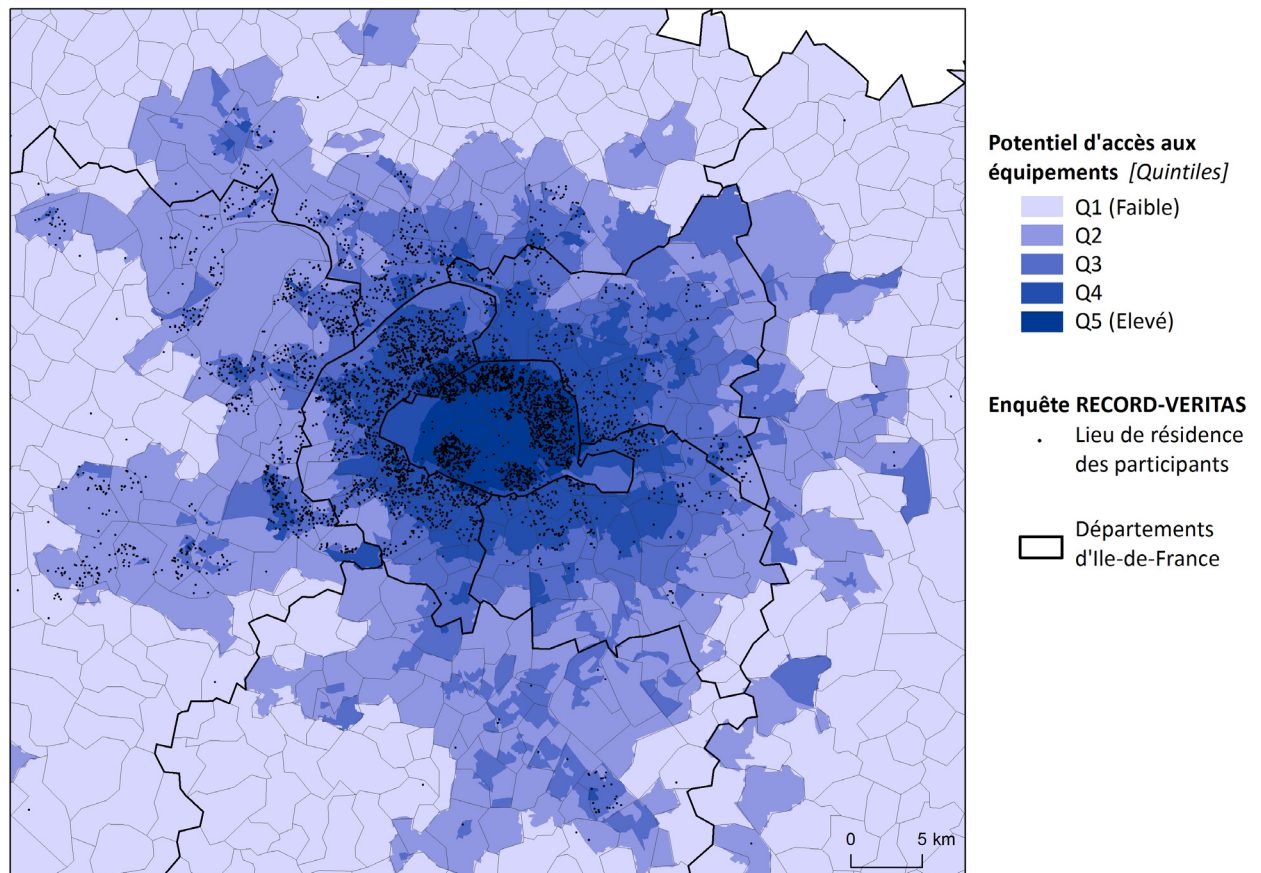 Potentiel d'accès aux
équipements [Quintiles]
Q1 (Faible)
Q2
Q3
Q4
Q5 (Elevé)
Enquête RECORD-VERITAS
Lieu de résidence
des participants
Départements
d'Ile-de-France
0 5 km